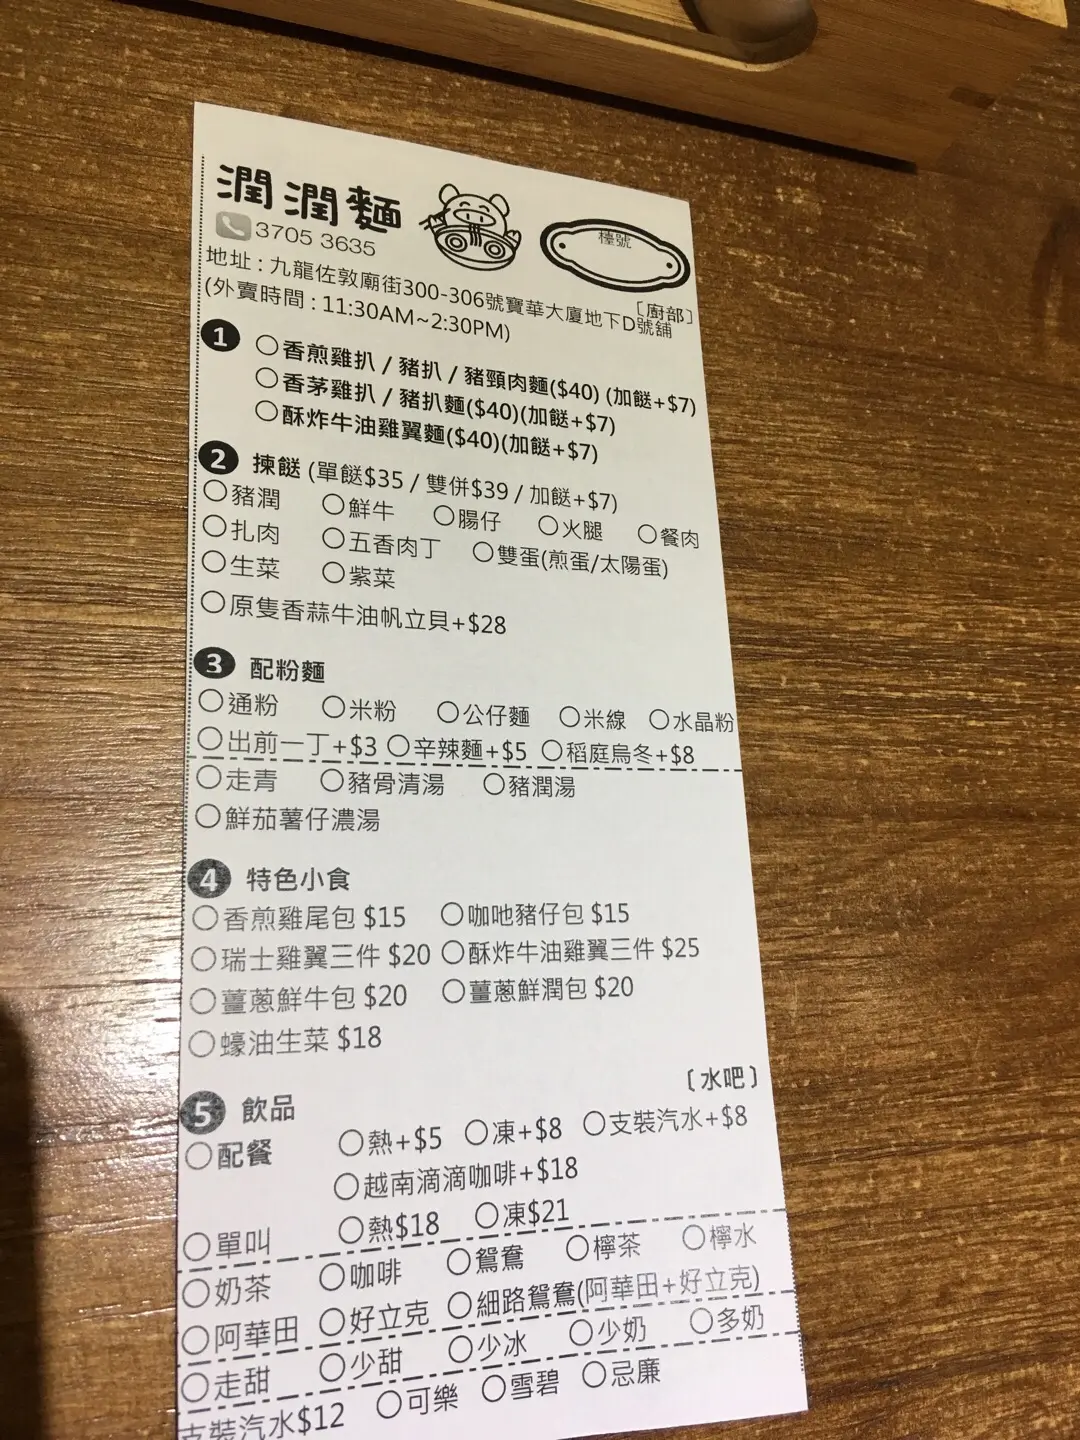 潤潤麵
檯號
3705 3635
地址 : 九龍佐敦廟街300-306號寶華大廈地下D號舖
[廚部]
(外賣時間 : 11:30AM~2:30PM)
1 ○香煎雞扒 / 豬扒 / 豬頸肉麵($40) (加餸+$7)
○香茅雞扒 / 豬扒麵($40)(加餸+$7)
○酥炸牛油雞翼麵($40)(加餸+$7)
2 揀餸 (單餸$35 / 雙併$39 / 加餸+$7)
○豬潤 ○鮮牛 ○腸仔 ○火腿 ○餐肉
○扎肉 ○五香肉丁 ○雙蛋(煎蛋/太陽蛋)
○生菜 ○紫菜
○原隻香蒜牛油帆立貝+$28
3 配粉麵
○通粉 ○米粉 ○公仔麵 ○米線 ○水晶粉
○出前一丁+$3 ○辛辣麵+$5 ○稻庭烏冬+$8
○走青 ○豬骨清湯 ○豬潤湯
○鮮茄薯仔濃湯
4 特色小食
○香煎雞尾包 $15 ○咖吔豬仔包 $15
○瑞士雞翼三件 $20 ○酥炸牛油雞翼三件 $25
○薑蔥鮮牛包 $20 ○薑蔥鮮潤包 $20
○蠔油生菜 $18
[水吧]
5 飲品
○配餐 ○熱+$5 ○凍+$8 ○支裝汽水+$8
○越南滴滴咖啡+$18
○單叫 ○熱$18 ○凍$21
○奶茶 ○咖啡 ○鴛鴦 ○檸茶 ○檸水
○阿華田 ○好立克 ○細路鴛鴦(阿華田+好立克)
○走甜 ○少甜 ○少冰 ○少奶 ○多奶
支裝汽水$12 ○可樂 ○雪碧 ○忌廉